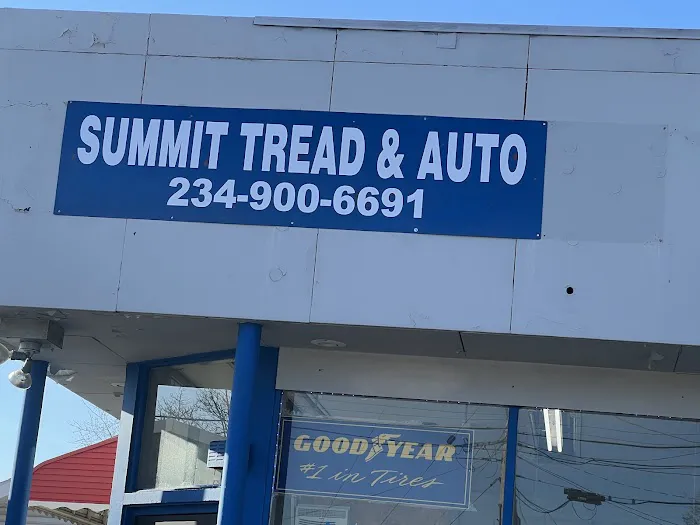 SUMMIT TREAD & AUTO
234-900-6691
GOODYEAR
#1 in Tires